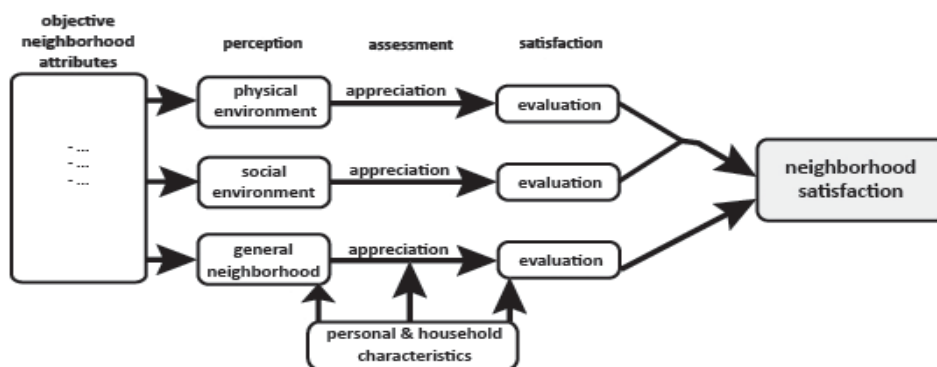 objective
neighborhood
attributes
perception
assessment
satisfaction
- ...
- ...
- ...
physical
environment
appreciation
evaluation
social
environment
appreciation
evaluation
neighborhood
satisfaction
general
neighborhood
appreciation
evaluation
personal & household
characteristics